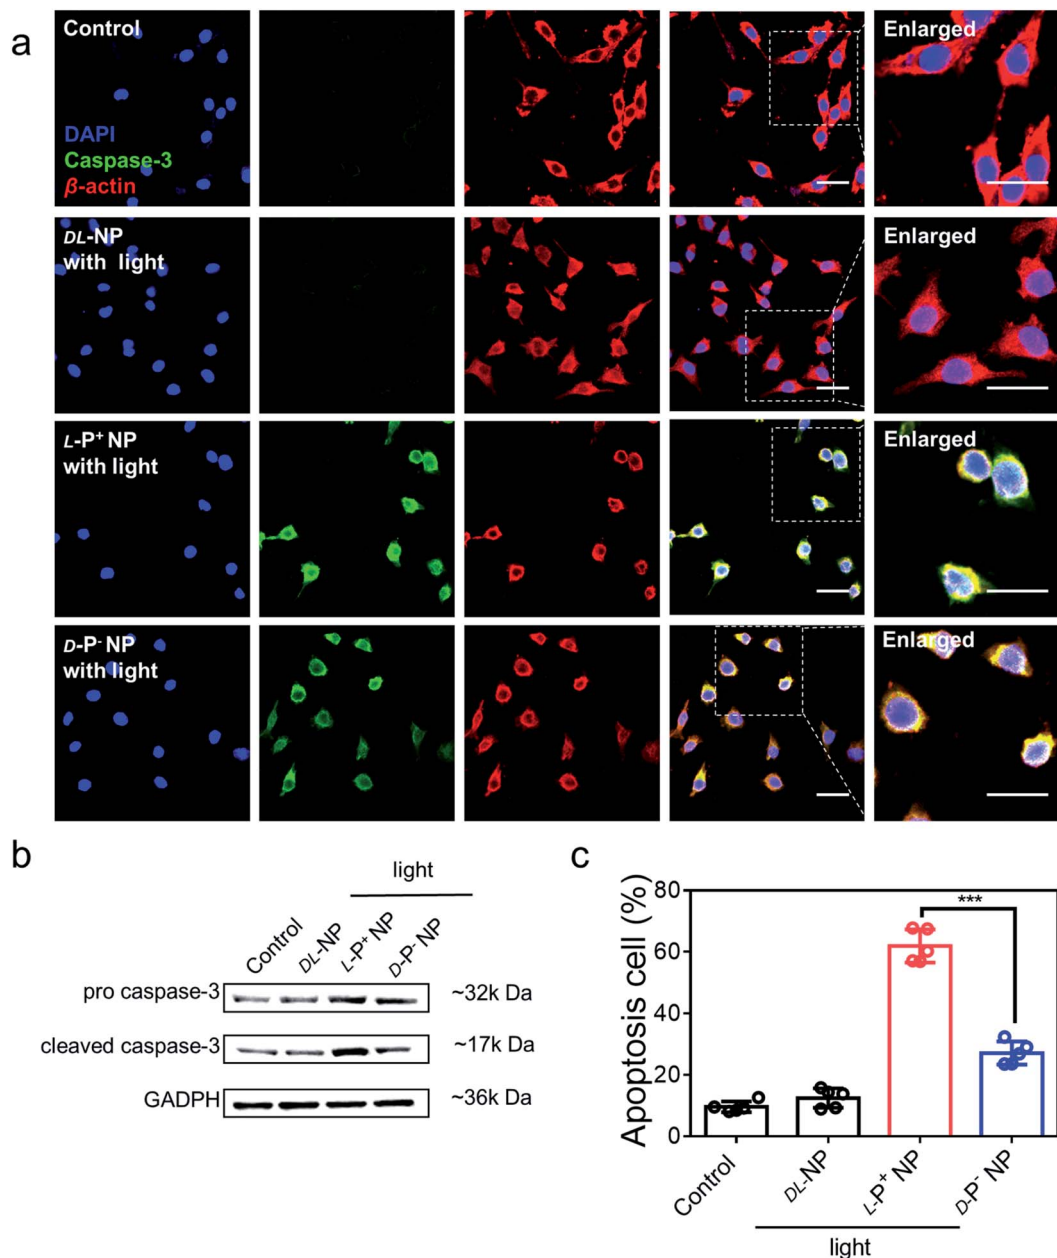 a
Control
DAPI
Caspase-3
β-actin
Enlarged
DL-NP
with light
Enlarged
L-P⁺ NP
with light
Enlarged
D-P⁻ NP
with light
Enlarged
b
light
Control
DL-NP
L-P⁺ NP
D-P⁻ NP
pro caspase-3
~32k Da
cleaved caspase-3
~17k Da
GADPH
~36k Da
c
Apoptosis cell (%)
80
60
40
20
0
***
Control
DL-NP
L-P⁺ NP
D-P⁻ NP
light